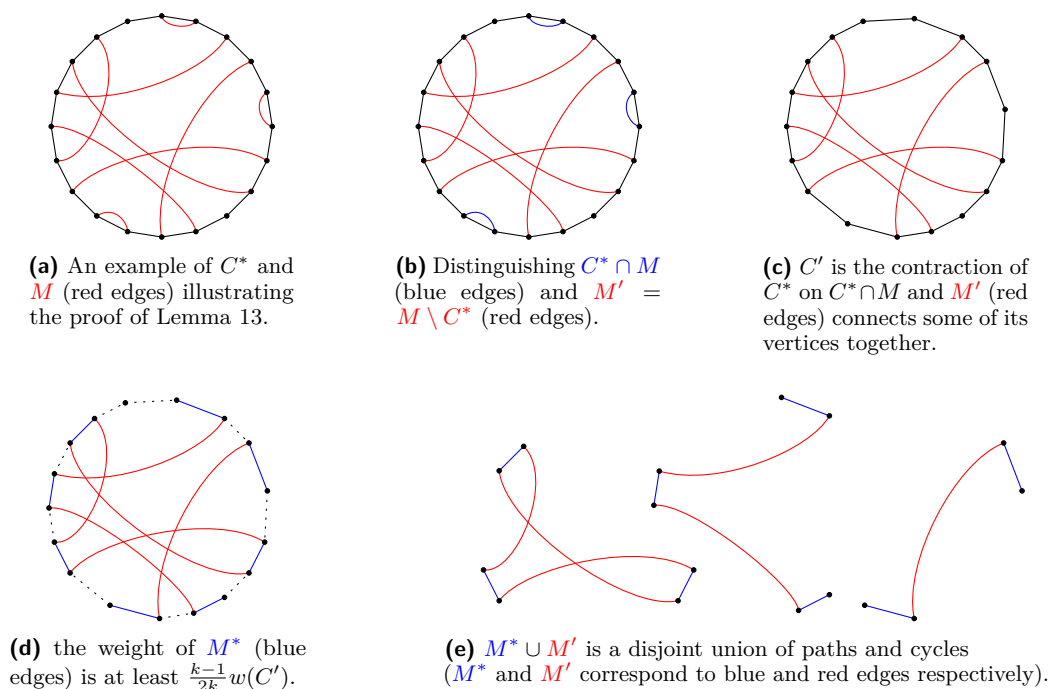 (a) An example of C* and
M (red edges) illustrating
the proof of Lemma 13.
(b) Distinguishing C* ∩ M
(blue edges) and M′ =
M \ C* (red edges).
(c) C′ is the contraction of
C* on C* ∩ M and M′ (red
edges) connects some of its
vertices together.
(d) the weight of M* (blue
edges) is at least \frac{k−1}{2k} w(C′).
(e) M* ∪ M′ is a disjoint union of paths and cycles
(M* and M′ correspond to blue and red edges respectively).